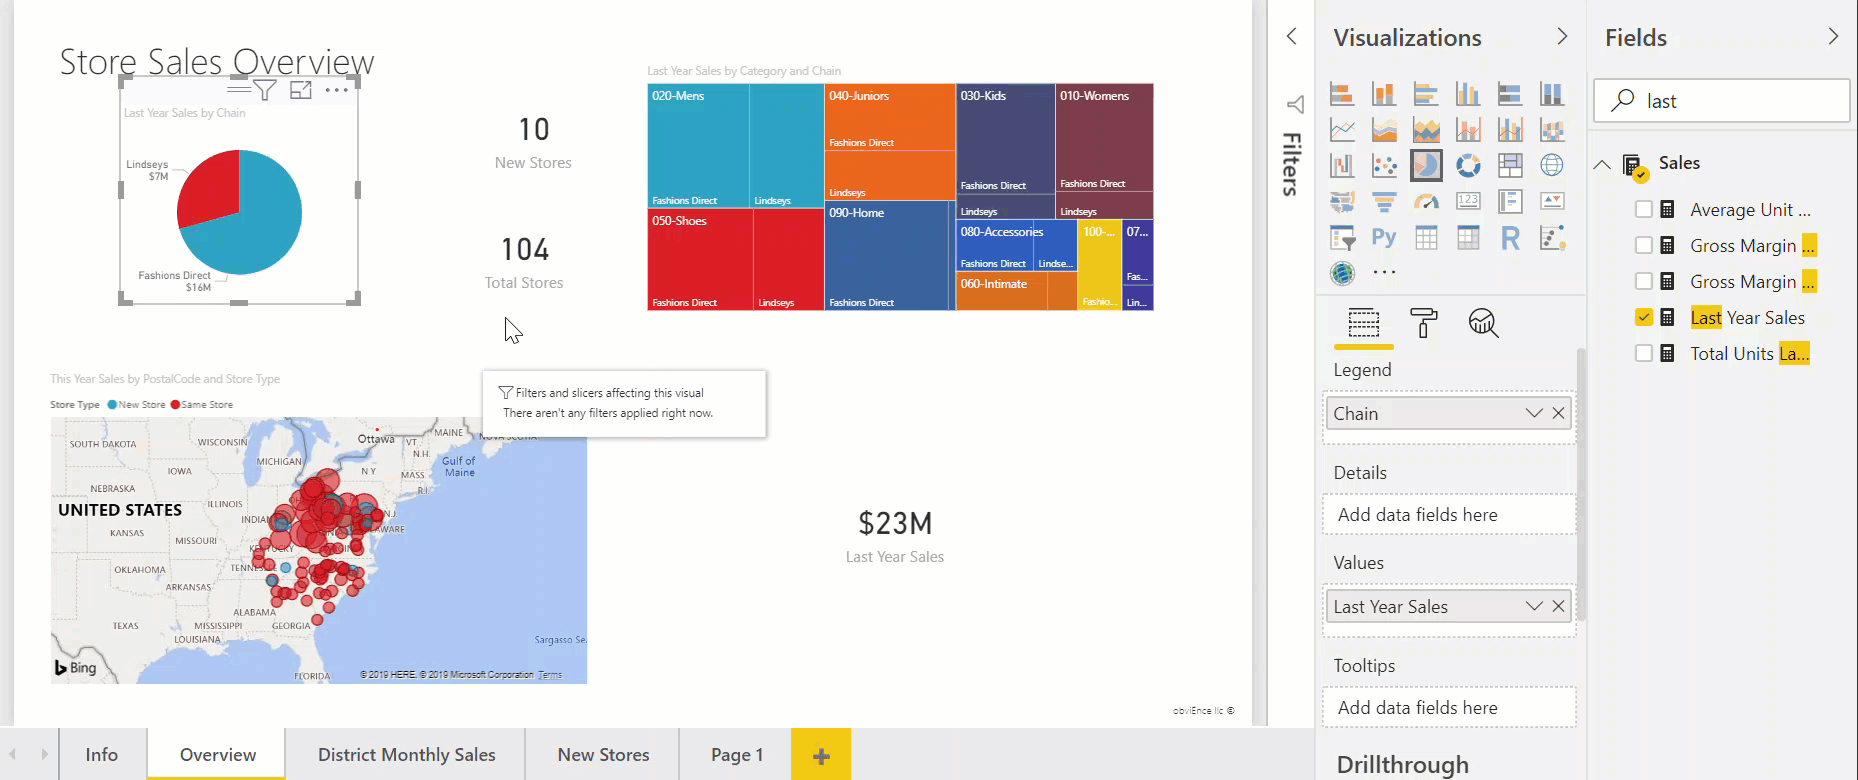 Store Sales Overview
Last Year Sales by Chain
Lindseys
$7M
Fashions Direct
$16M
10
New Stores
104
Total Stores
Last Year Sales by Category and Chain
020-Mens
Fashions Direct
Lindseys
050-Shoes
Fashions Direct
Lindseys
040-Juniors
Fashions Direct
Lindseys
090-Home
Fashions Direct
030-Kids
Fashions Direct
Lindseys
010-Womens
Fashions Direct
Lindseys
080-Accessories
Fashions Direct
Lindse...
060-Intimate
100-...
Fashio...
07...
Fas...
Lin...
Filters and slicers affecting this visual
There aren't any filters applied right now.
This Year Sales by PostalCode and Store Type
Store Type New Store Same Store
SOUTH DAKOTA
WISCONSIN
Ottawa
MAINE
VT.
N.H.
MICHIGAN
N.Y.
MASS
R.I.
Gulf of
Maine
IOWA
NEBRASKA
UNITED STATES
ILLINOIS
N.J.
KANSAS
MISSOURI
OKLAHOMA
ARKANSAS
ALABAMA
TEXAS
MISSISSIPPI
GEORGIA
LOUISIANA
Sargasso Se
FLORIDA
Bing
© 2019 HERE, © 2019 Microsoft Corporation Terms
$23M
Last Year Sales
obviEnce llc ©
Info
Overview
District Monthly Sales
New Stores
Page 1
+
Filters
Visualizations
123
Py
R
...
Legend
Chain
Details
Add data fields here
Values
Last Year Sales
Tooltips
Add data fields here
Drillthrough
Fields
last
Sales
Average Unit ...
Gross Margin ...
Gross Margin ...
Last Year Sales
Total Units La...